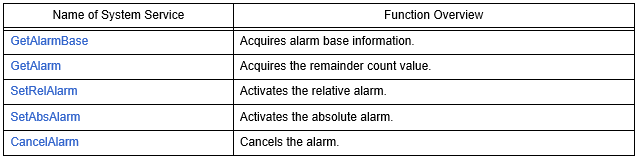 Name of System Service Function Overview
GetAlarmBase Acquires alarm base information.
GetAlarm Acquires the remainder count value.
SetRelAlarm Activates the relative alarm.
SetAbsAlarm Activates the absolute alarm.
CancelAlarm Cancels the alarm.